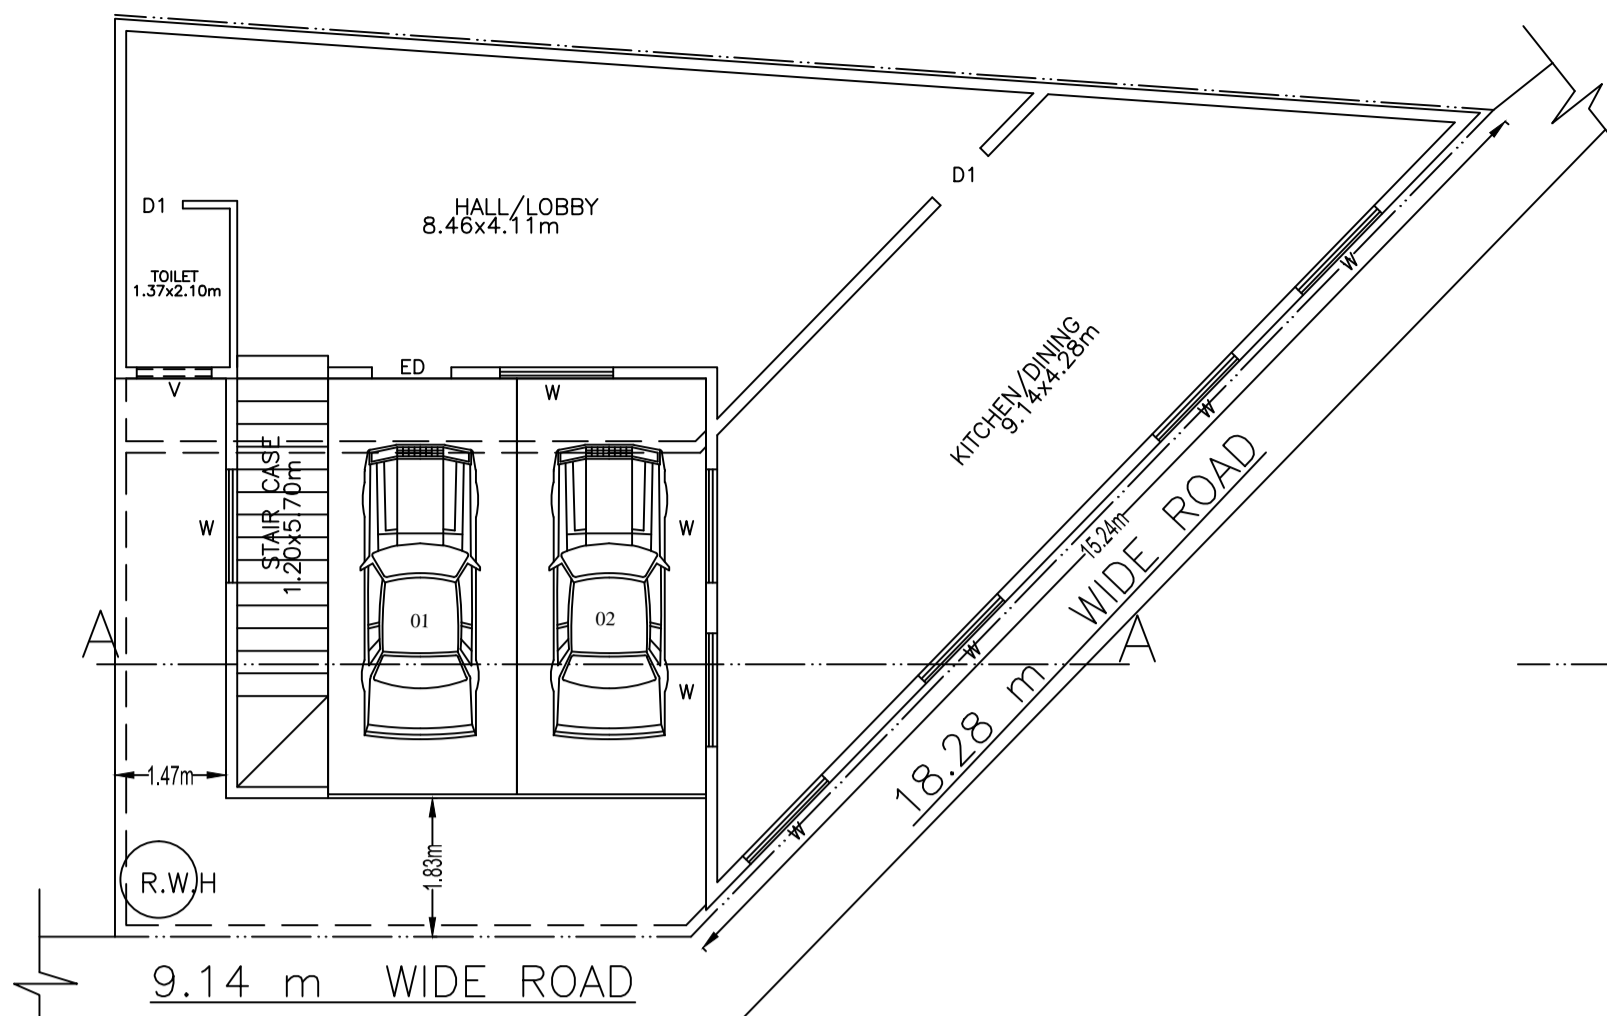 D1
HALL/LOBBY
8.46x4.11m
D1
TOILET
1.37x2.10m
W
V
ED
W
KITCHEN/DINING
9.14x4.28m
W
STAIR CASE
1.20x5.70m
W
W
15.24m
WIDE ROAD
18.28 m
01
02
A
A
W
W
1.47m
W
1.83m
R.W.H
9.14 m WIDE ROAD